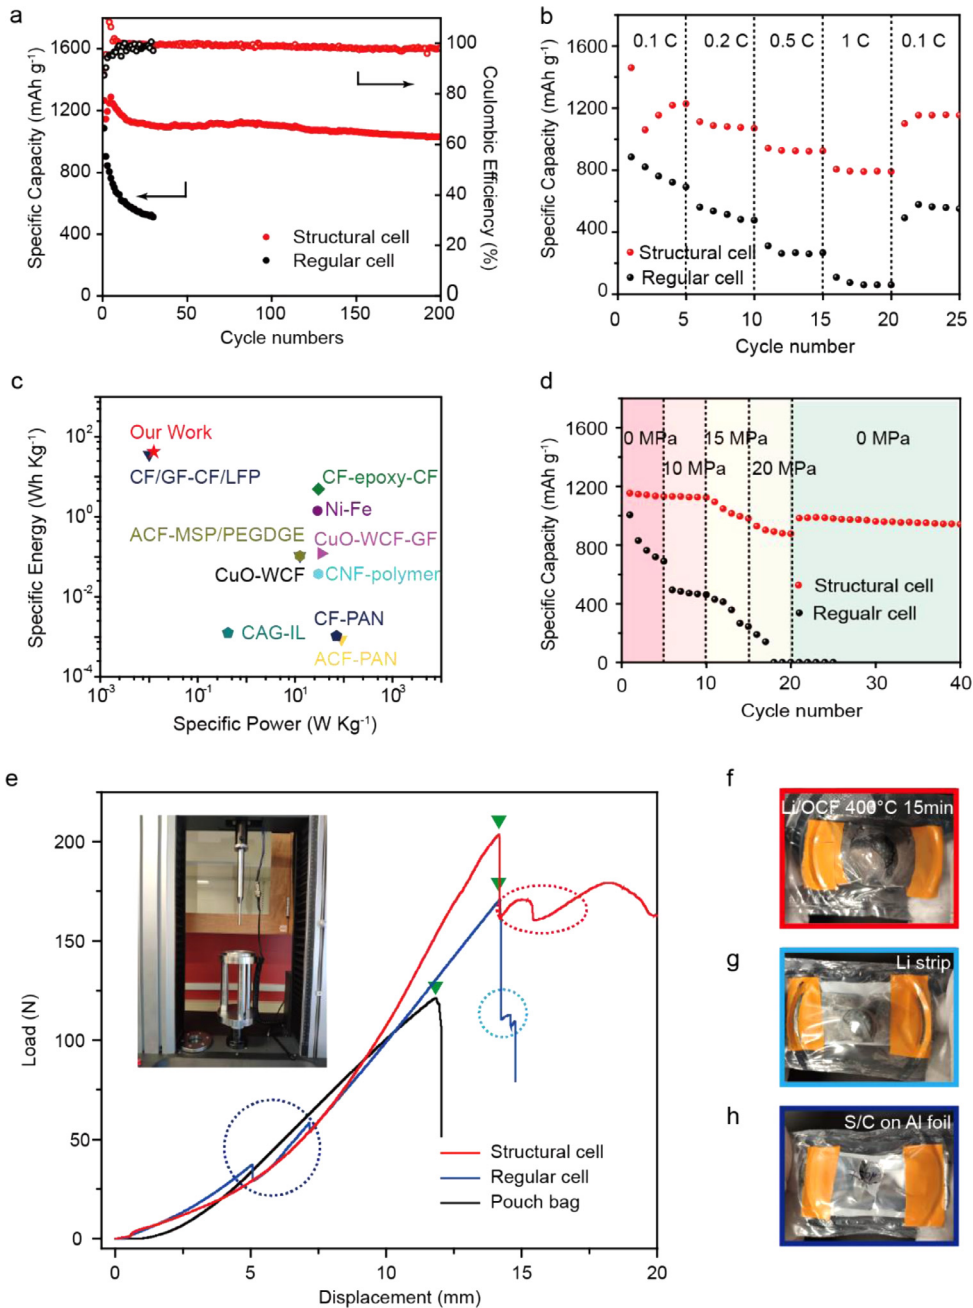 a
1600
1200
800
400
0
Specific Capacity (mAh g⁻¹)
100
80
60
40
20
0
Coulombic Efficiency (%)
Structural cell
Regular cell
0 50 100 150 200
Cycle numbers
b
0.1 C 0.2 C 0.5 C 1 C 0.1 C
1600
1200
800
400
0
Specific Capacity (mAh g⁻¹)
Structural cell
Regular cell
0 5 10 15 20 25
Cycle number
c
10²
10⁰
10⁻²
10⁻⁴
Specific Energy (Wh Kg⁻¹)
Our Work
CF/GF-CF/LFP
CF-epoxy-CF
Ni-Fe
ACF-MSP/PEGDGE
CuO-WCF-GF
CuO-WCF
CNF-polymer
CF-PAN
CAG-IL
ACF-PAN
10⁻³ 10⁻¹ 10¹ 10³
Specific Power (W Kg⁻¹)
d
1600
1200
800
400
0
Specific Capacity (mAh g⁻¹)
0 MPa 15 MPa 0 MPa
10 MPa 20 MPa
Structural cell
Regualr cell
0 10 20 30 40
Cycle number
e
200
150
100
50
0
Load (N)
Structural cell
Regular cell
Pouch bag
0 5 10 15 20
Displacement (mm)
f
Li/OCF 400°C 15min
g
Li strip
h
S/C on Al foil